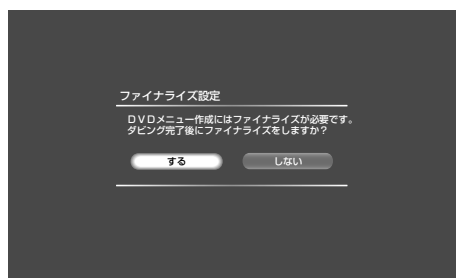 ファイナライズ設定
ＤＶＤメニュー作成にはファイナライズが必要です。
ダビング完了後にファイナライズをしますか？
する
しない